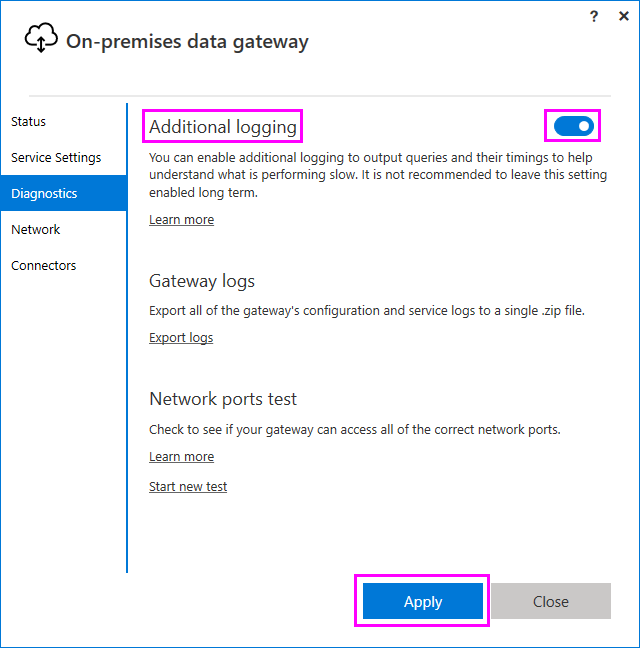 ?
On-premises data gateway
Status
Service Settings
Diagnostics
Network
Connectors
Additional logging
You can enable additional logging to output queries and their timings to help
understand what is performing slow. It is not recommended to leave this setting
enabled long term.
Learn more
Gateway logs
Export all of the gateway's configuration and service logs to a single .zip file.
Export logs
Network ports test
Check to see if your gateway can access all of the correct network ports.
Learn more
Start new test
Apply
Close